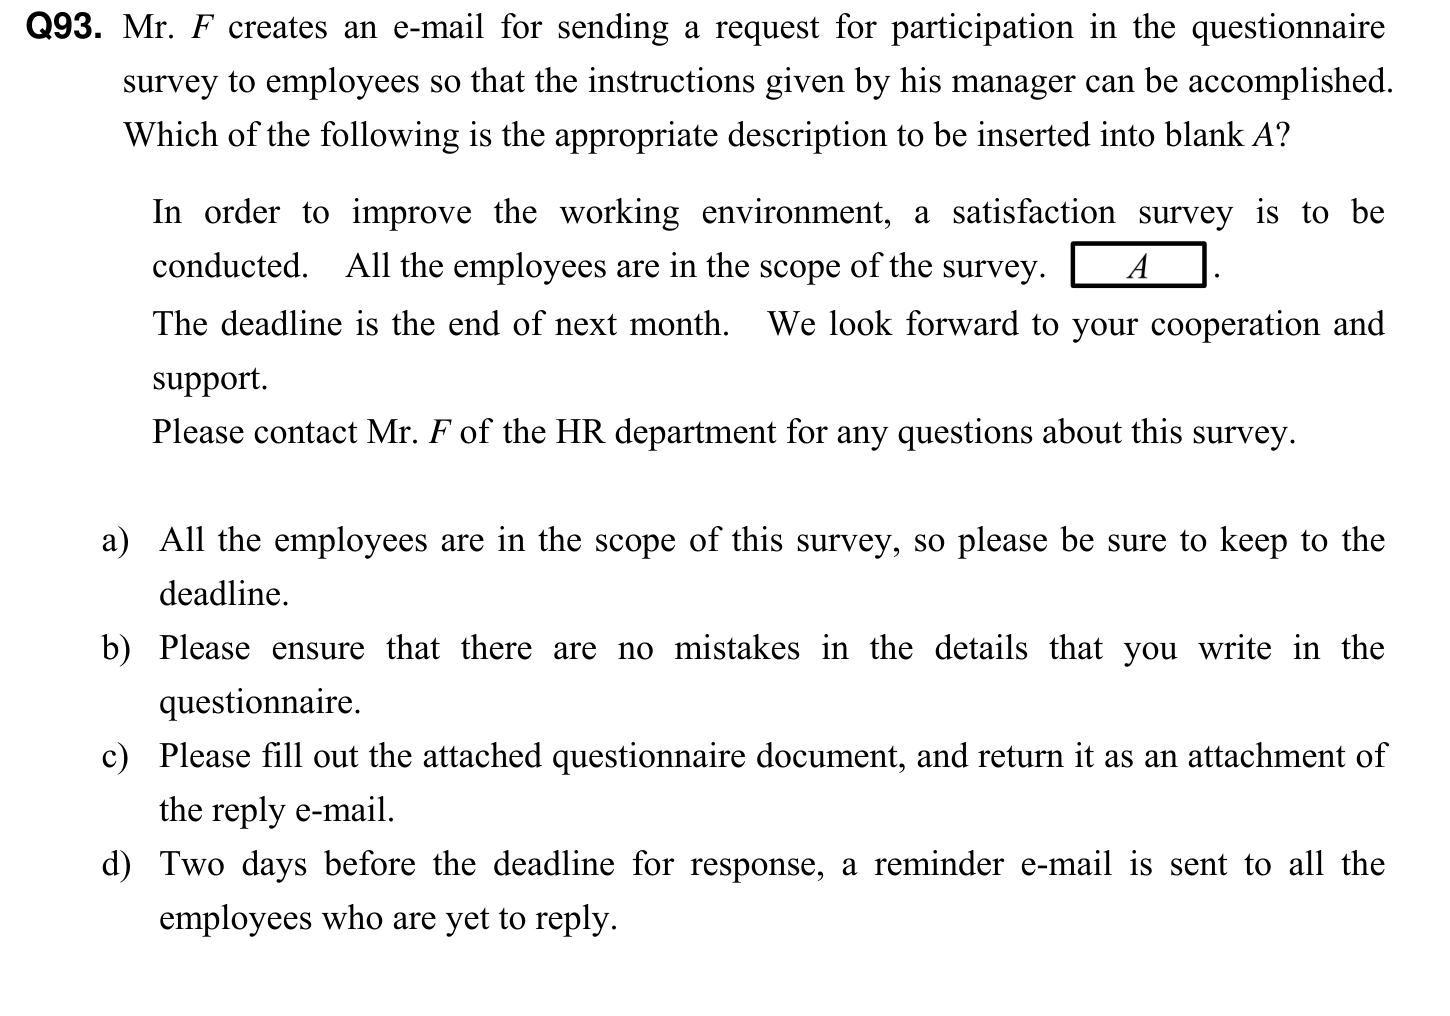 Q93. Mr. F creates an e-mail for sending a request for participation in the questionnaire
survey to employees so that the instructions given by his manager can be accomplished.
Which of the following is the appropriate description to be inserted into blank A?
In order to improve the working environment, a satisfaction survey is to be
conducted. All the employees are in the scope of the survey. A .
The deadline is the end of next month. We look forward to your cooperation and
support.
Please contact Mr. F of the HR department for any questions about this survey.
a) All the employees are in the scope of this survey, so please be sure to keep to the
deadline.
b) Please ensure that there are no mistakes in the details that you write in the
questionnaire.
c) Please fill out the attached questionnaire document, and return it as an attachment of
the reply e-mail.
d) Two days before the deadline for response, a reminder e-mail is sent to all the
employees who are yet to reply.